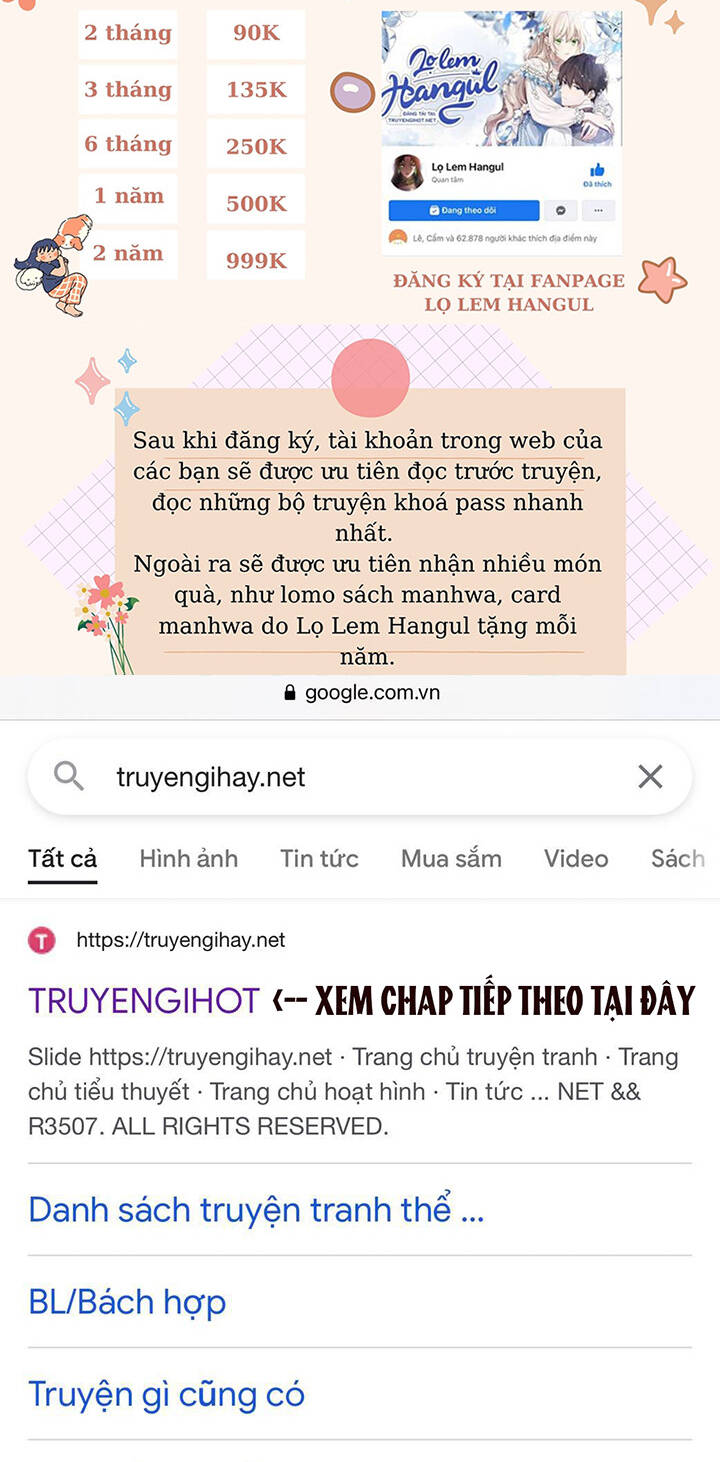 2 tháng 90K
3 tháng 135K
6 tháng 250K
1 năm 500K
2 năm 999K
Lọ lem
Hangul
ĐĂNG TẢI TẠI
TRUYENGIHOT.NET
Lọ Lem Hangul
Quan tâm
Đã thích
Đang theo dõi
Lê, Cẩm và 62.878 người khác thích địa điểm này
ĐĂNG KÝ TẠI FANPAGE
LỌ LEM HANGUL
Sau khi đăng ký, tài khoản trong web của
các bạn sẽ được ưu tiên đọc trước truyện,
đọc những bộ truyện khoá pass nhanh
nhất.
Ngoài ra sẽ được ưu tiên nhận nhiều món
quà, như lomo sách manhwa, card
manhwa do Lọ Lem Hangul tặng mỗi
năm.
google.com.vn
truyengihay.net
Tất cả Hình ảnh Tin tức Mua sắm Video Sách
T https://truyengihay.net
TRUYENGIHOT <-- XEM CHAP TIẾP THEO TẠI ĐÂY
Slide https://truyengihay.net · Trang chủ truyện tranh · Trang
chủ tiểu thuyết · Trang chủ hoạt hình · Tin tức ... NET &&
R3507. ALL RIGHTS RESERVED.
Danh sách truyện tranh thể ...
BL/Bách hợp
Truyện gì cũng có